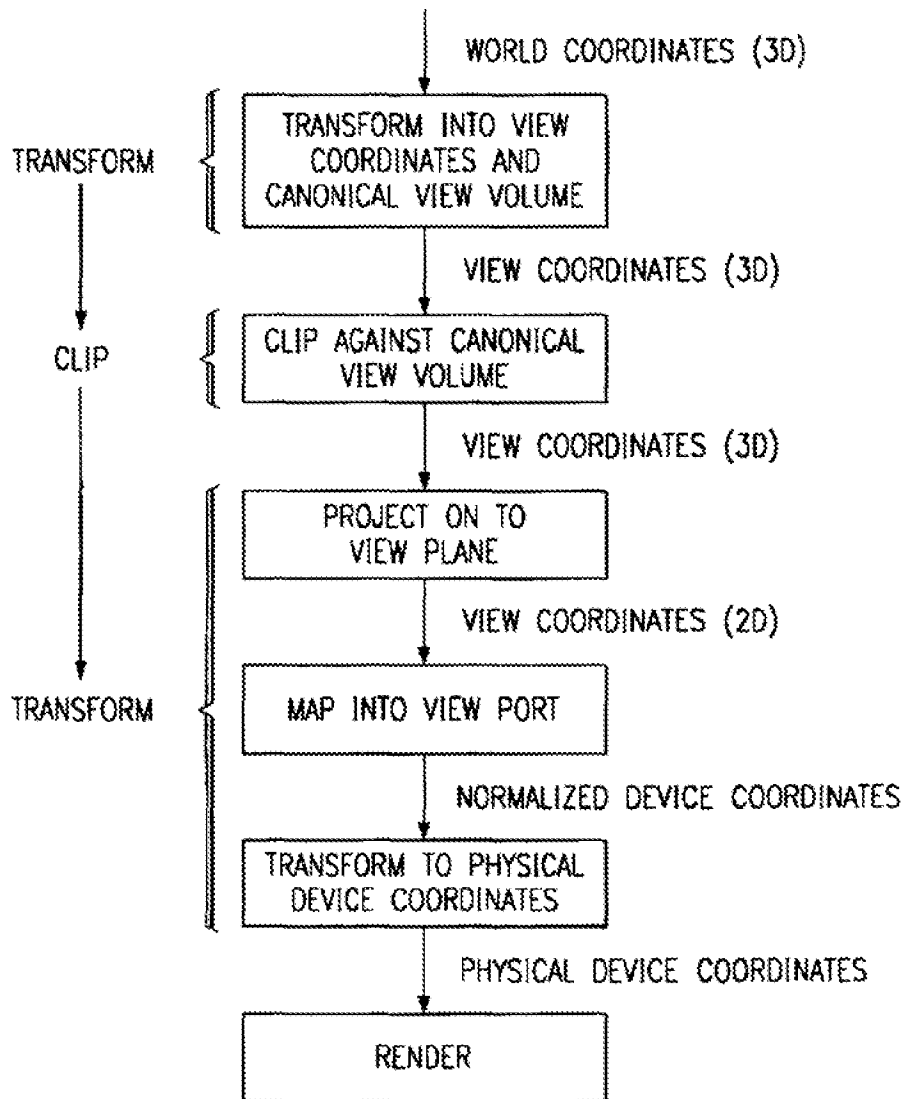 WORLD COORDINATES (3D)
TRANSFORM
TRANSFORM INTO VIEW
COORDINATES AND
CANONICAL VIEW VOLUME
VIEW COORDINATES (3D)
CLIP
CLIP AGAINST CANONICAL
VIEW VOLUME
VIEW COORDINATES (3D)
PROJECT ON TO
VIEW PLANE
VIEW COORDINATES (2D)
TRANSFORM
MAP INTO VIEW PORT
NORMALIZED DEVICE COORDINATES
TRANSFORM TO PHYSICAL
DEVICE COORDINATES
PHYSICAL DEVICE COORDINATES
RENDER